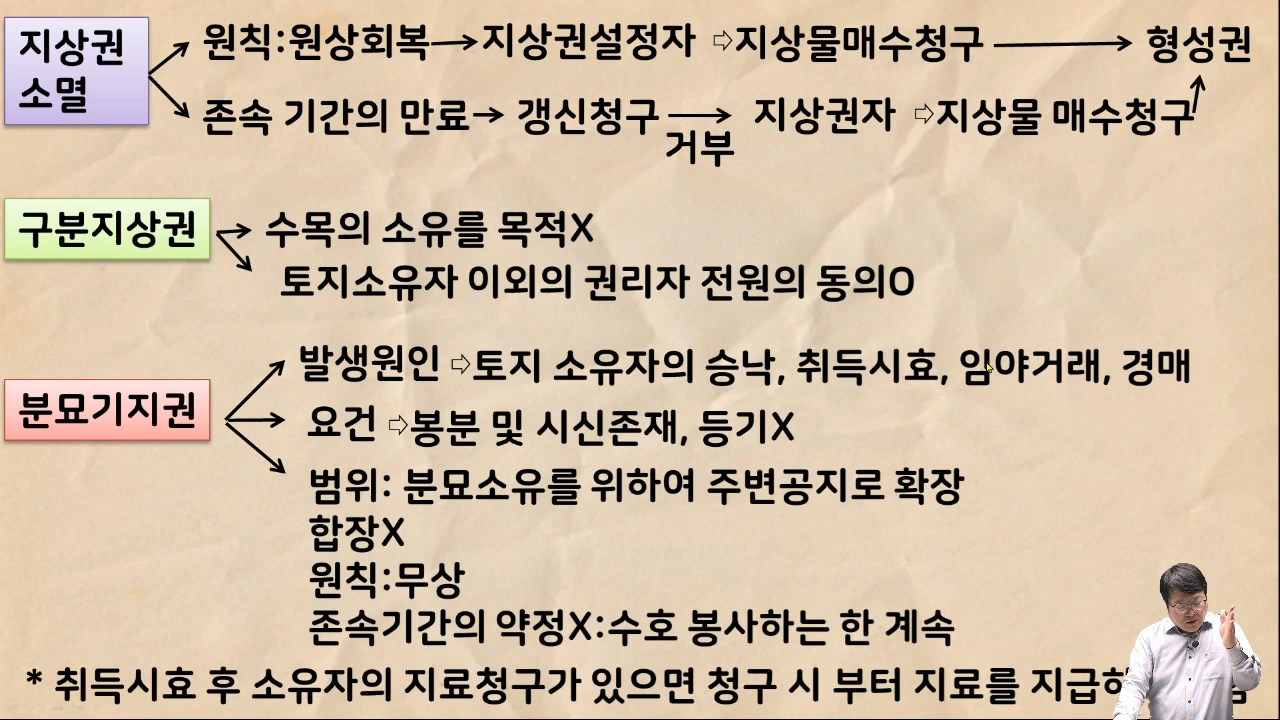 지상권
소멸
원칙:원상회복→지상권설정자 ⇨지상물매수청구 → 형성권
존속 기간의 만료→ 갱신청구 → 지상권자 ⇨지상물 매수청구
거부
구분지상권
수목의 소유를 목적X
토지소유자 이외의 권리자 전원의 동의O
분묘기지권
발생원인 ⇨토지 소유자의 승낙, 취득시효, 임야거래, 경매
요건 ⇨봉분 및 시신존재, 등기X
범위: 분묘소유를 위하여 주변공지로 확장
합장X
원칙:무상
존속기간의 약정X:수호 봉사하는 한 계속
* 취득시효 후 소유자의 지료청구가 있으면 청구 시 부터 지료를